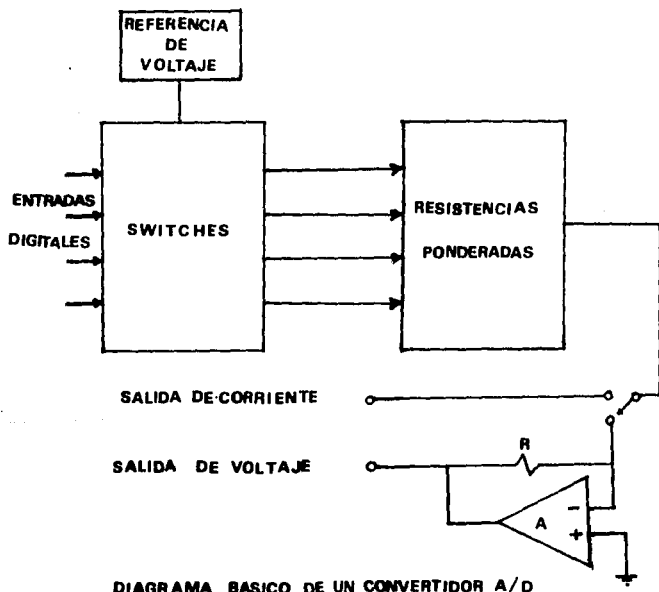 REFERENCIA
DE
VOLTAJE
ENTRADAS
DIGITALES
SWITCHES
RESISTENCIAS
PONDERADAS
SALIDA DE CORRIENTE
SALIDA DE VOLTAJE
R
A
-
+
DIAGRAMA BASICO DE UN CONVERTIDOR A/D